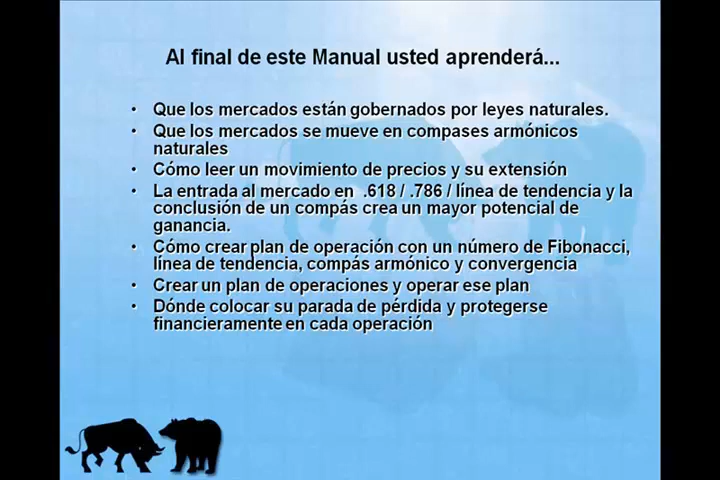 Al final de este Manual usted aprenderá...
• Que los mercados están gobernados por leyes naturales.
• Que los mercados se mueve en compases armónicos
naturales
• Cómo leer un movimiento de precios y su extensión
• La entrada al mercado en .618 / .786 / línea de tendencia y la
conclusión de un compás crea un mayor potencial de
ganancia.
• Cómo crear plan de operación con un número de Fibonacci,
línea de tendencia, compás armónico y convergencia
• Crear un plan de operaciones y operar ese plan
• Dónde colocar su parada de pérdida y protegerse
financieramente en cada operación